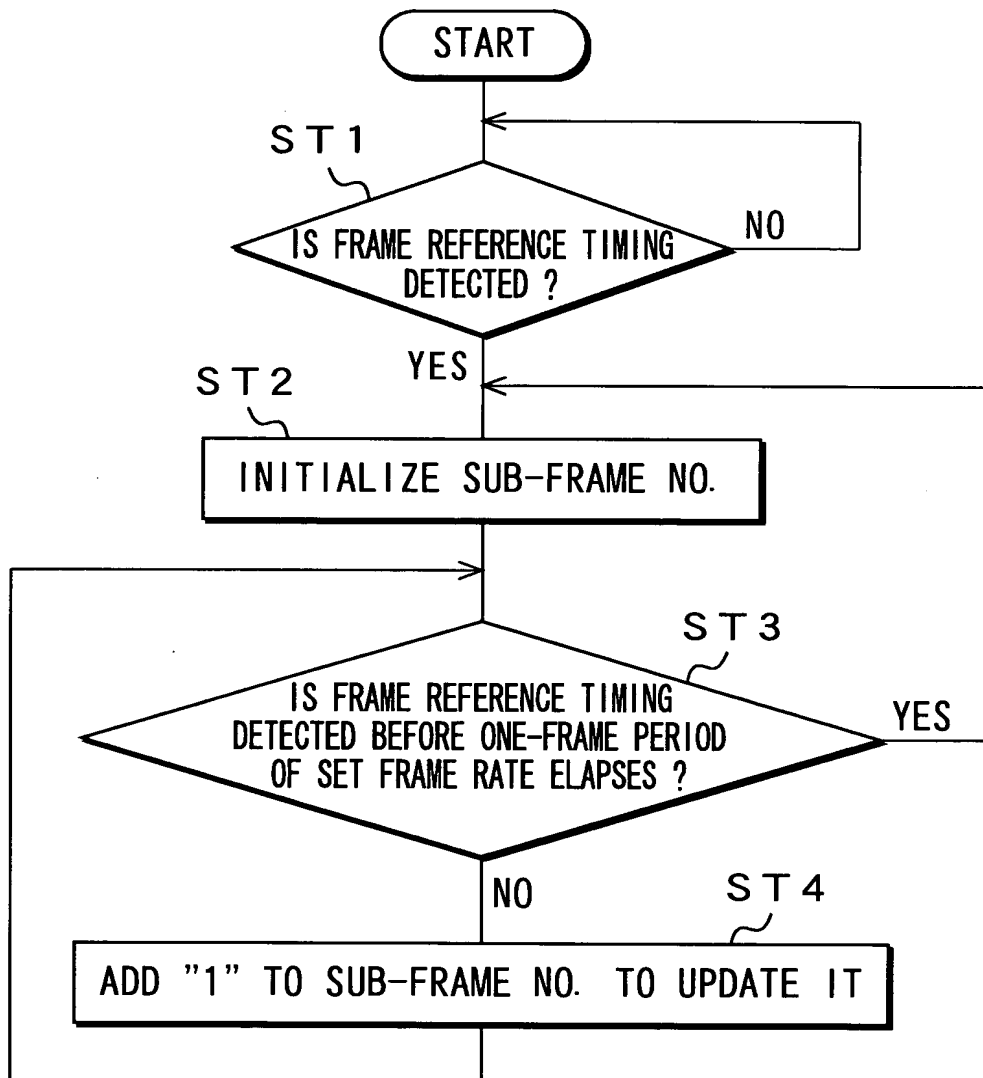 START
ST1
IS FRAME REFERENCE TIMING
DETECTED ?
NO
YES
ST2
INITIALIZE SUB-FRAME NO.
ST3
IS FRAME REFERENCE TIMING
DETECTED BEFORE ONE-FRAME PERIOD
OF SET FRAME RATE ELAPSES ?
YES
NO
ST4
ADD "1" TO SUB-FRAME NO. TO UPDATE IT